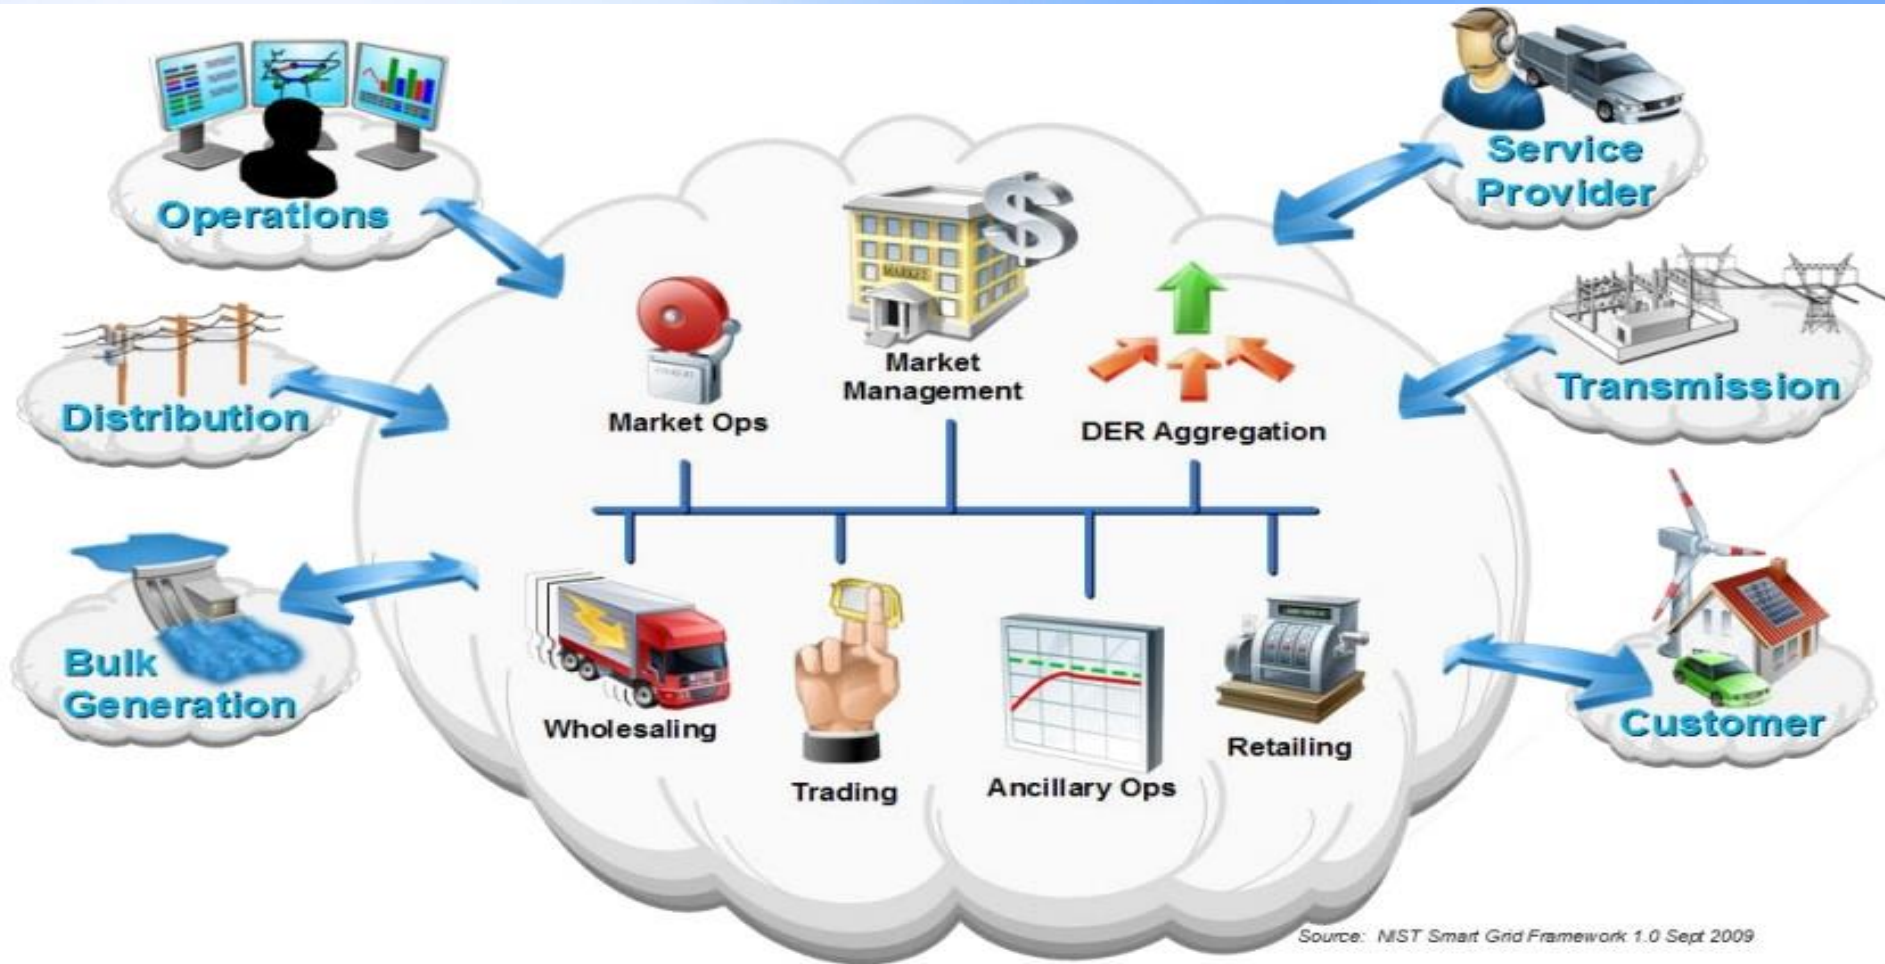 Operations
Service
Provider
MARKET
Market
Management
Market Ops
DER Aggregation
Distribution
Transmission
Bulk
Generation
Wholesaling
Trading
Ancillary Ops
Retailing
Customer
Source: NIST Smart Grid Framework 1.0 Sept 2009